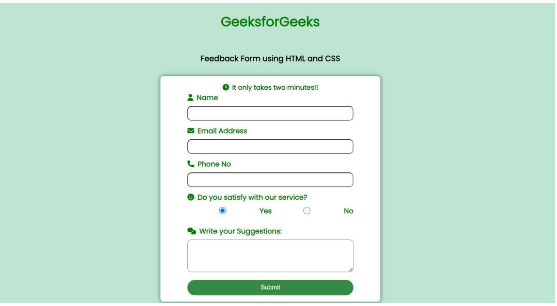 GeeksforGeeks
Feedback Form using HTML and CSS
It only takes two minutes!!
Name
Email Address
Phone No
Do you satisfy with our service?
Yes No
Write your Suggestions:
Submit